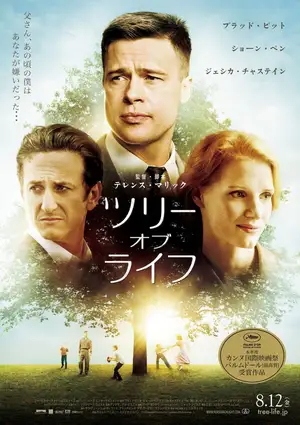 父さん、あの頃の僕は
あなたが嫌いだった…
ブラッド・ピット
ショーン・ペン
ジェシカ・チャステイン
監督・脚本
テレンス・マリック
ツリー
オブ
ライフ
カンヌ国際映画祭
パルムドール(最高賞)
受賞作品
8.12(金)
tree-life.jp